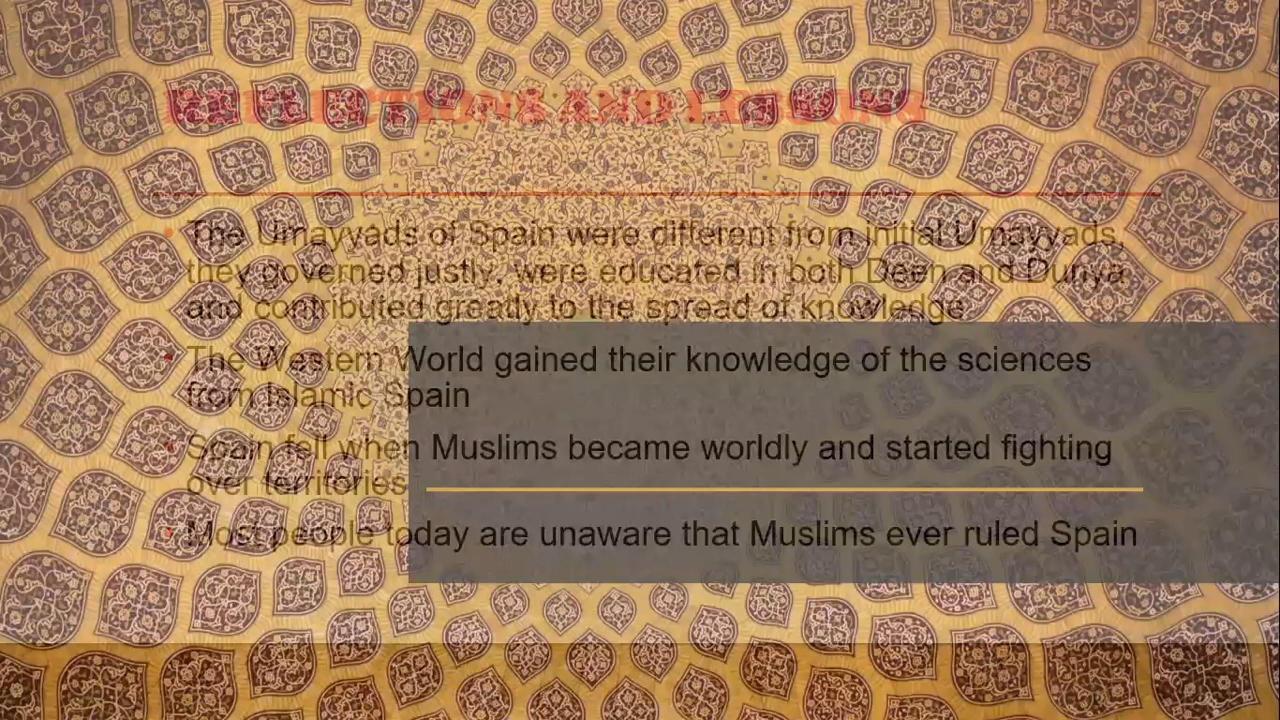 REFLECTIONS AND LESSONS
• The Umayyads of Spain were different from initial Umayyads,
they governed justly, were educated in both Deen and Dunya
and contributed greatly to the spread of knowledge
• The Western World gained their knowledge of the sciences
from Islamic Spain
• Spain fell when Muslims became worldly and started fighting
over territories
• Most people today are unaware that Muslims ever ruled Spain